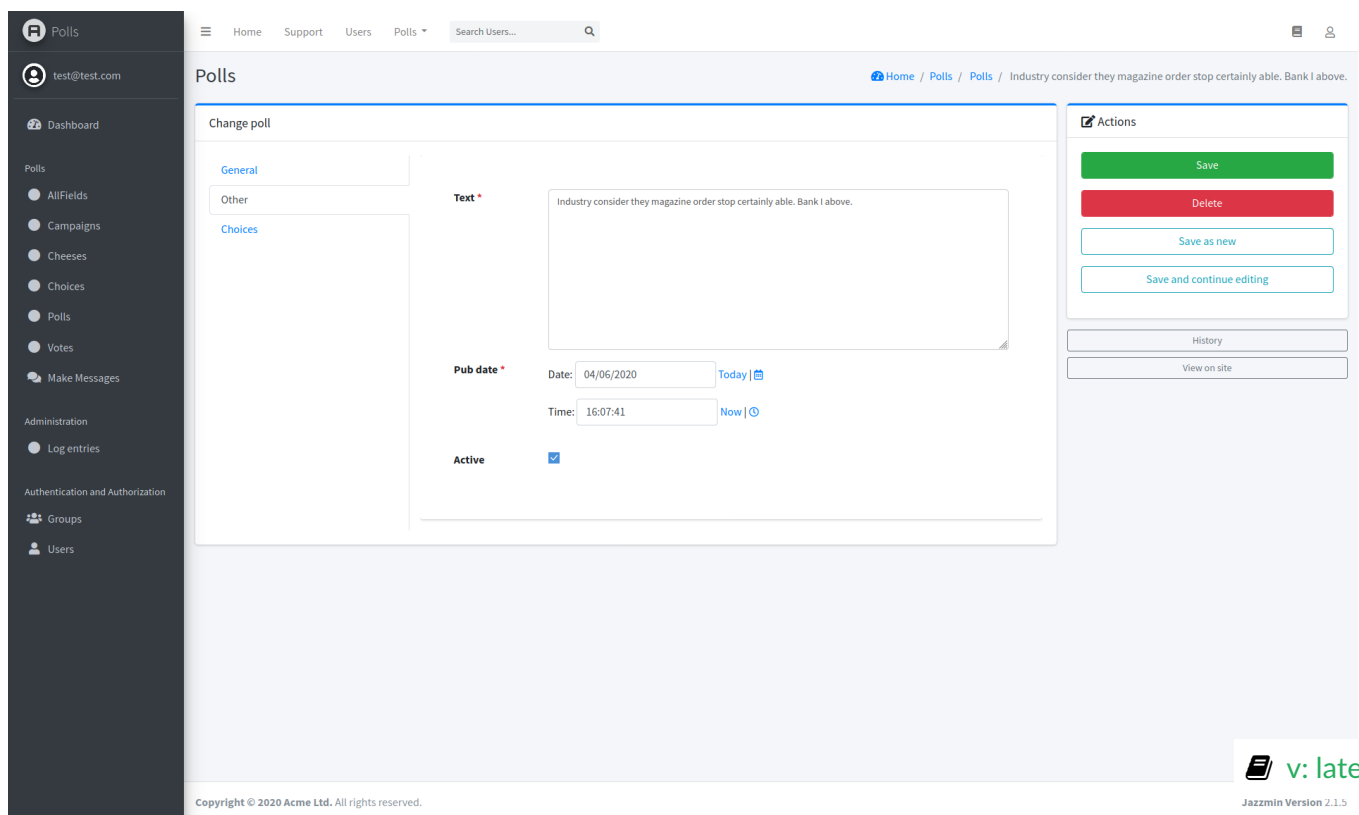 Polls
Home Support Users Polls Search Users...
test@test.com
Polls
Home / Polls / Polls / Industry consider they magazine order stop certainly able. Bank I above.
Dashboard
Polls
AllFields
Campaigns
Cheeses
Choices
Polls
Votes
Make Messages
Administration
Log entries
Authentication and Authorization
Groups
Users
Change poll
General
Other
Choices
Text *
Industry consider they magazine order stop certainly able. Bank I above.
Pub date *
Date: 04/06/2020 Today |
Time: 16:07:41 Now |
Active
Actions
Save
Delete
Save as new
Save and continue editing
History
View on site
v: late
Copyright © 2020 Acme Ltd. All rights reserved.
Jazzmin Version 2.1.5